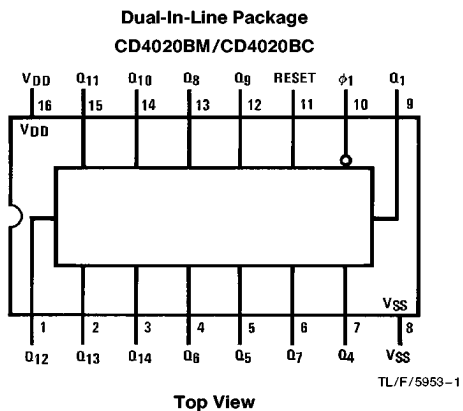 Dual-In-Line Package
CD4020BM/CD4020BC
VDD Q11 Q10 Q8 Q9 RESET ϕ1 Q1
16 15 14 13 12 11 10 9
VDD
VSS
1 2 3 4 5 6 7 8
Q12 Q13 Q14 Q6 Q5 Q7 Q4 VSS
TL/F/5953–1
Top View